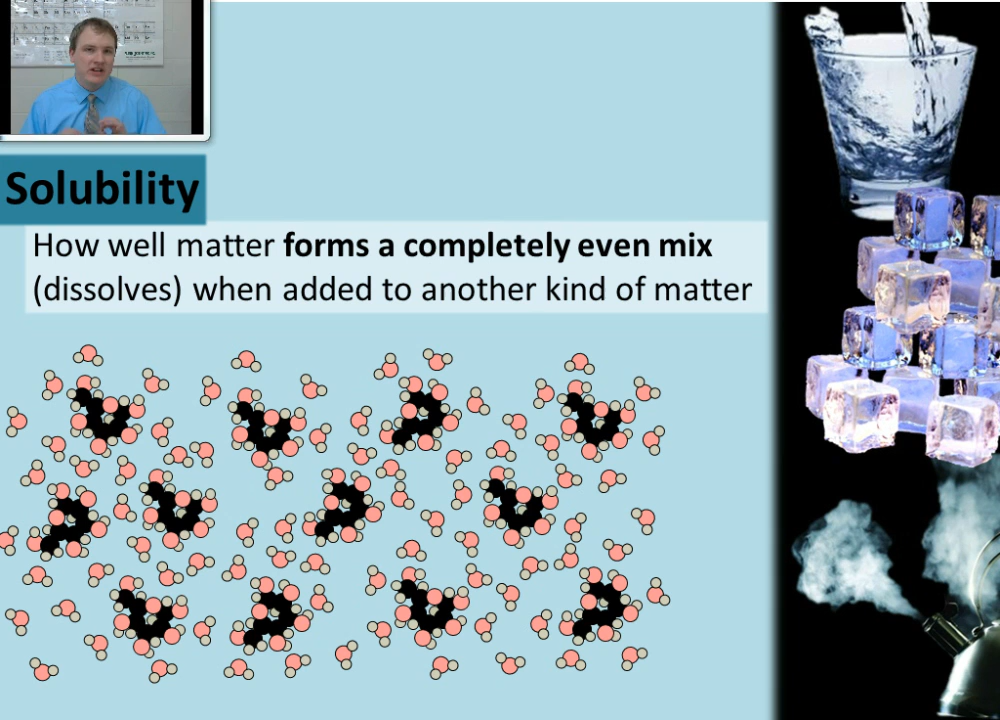 Solubility
How well matter forms a completely even mix
(dissolves) when added to another kind of matter